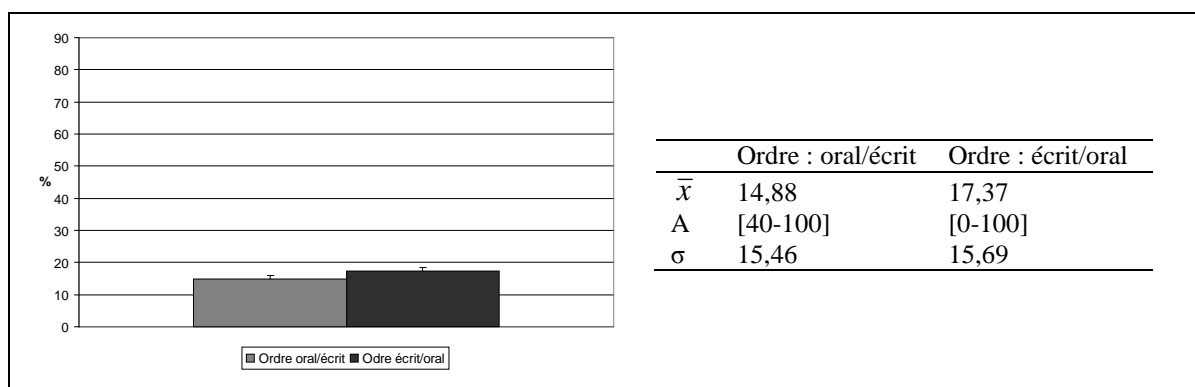 90
80
70
60
50
%
40
30
20
10
0
Ordre oral/écrit Odre écrit/oral
Ordre : oral/écrit Ordre : écrit/oral
x̅ 14,88 17,37
A [40-100] [0-100]
σ 15,46 15,69